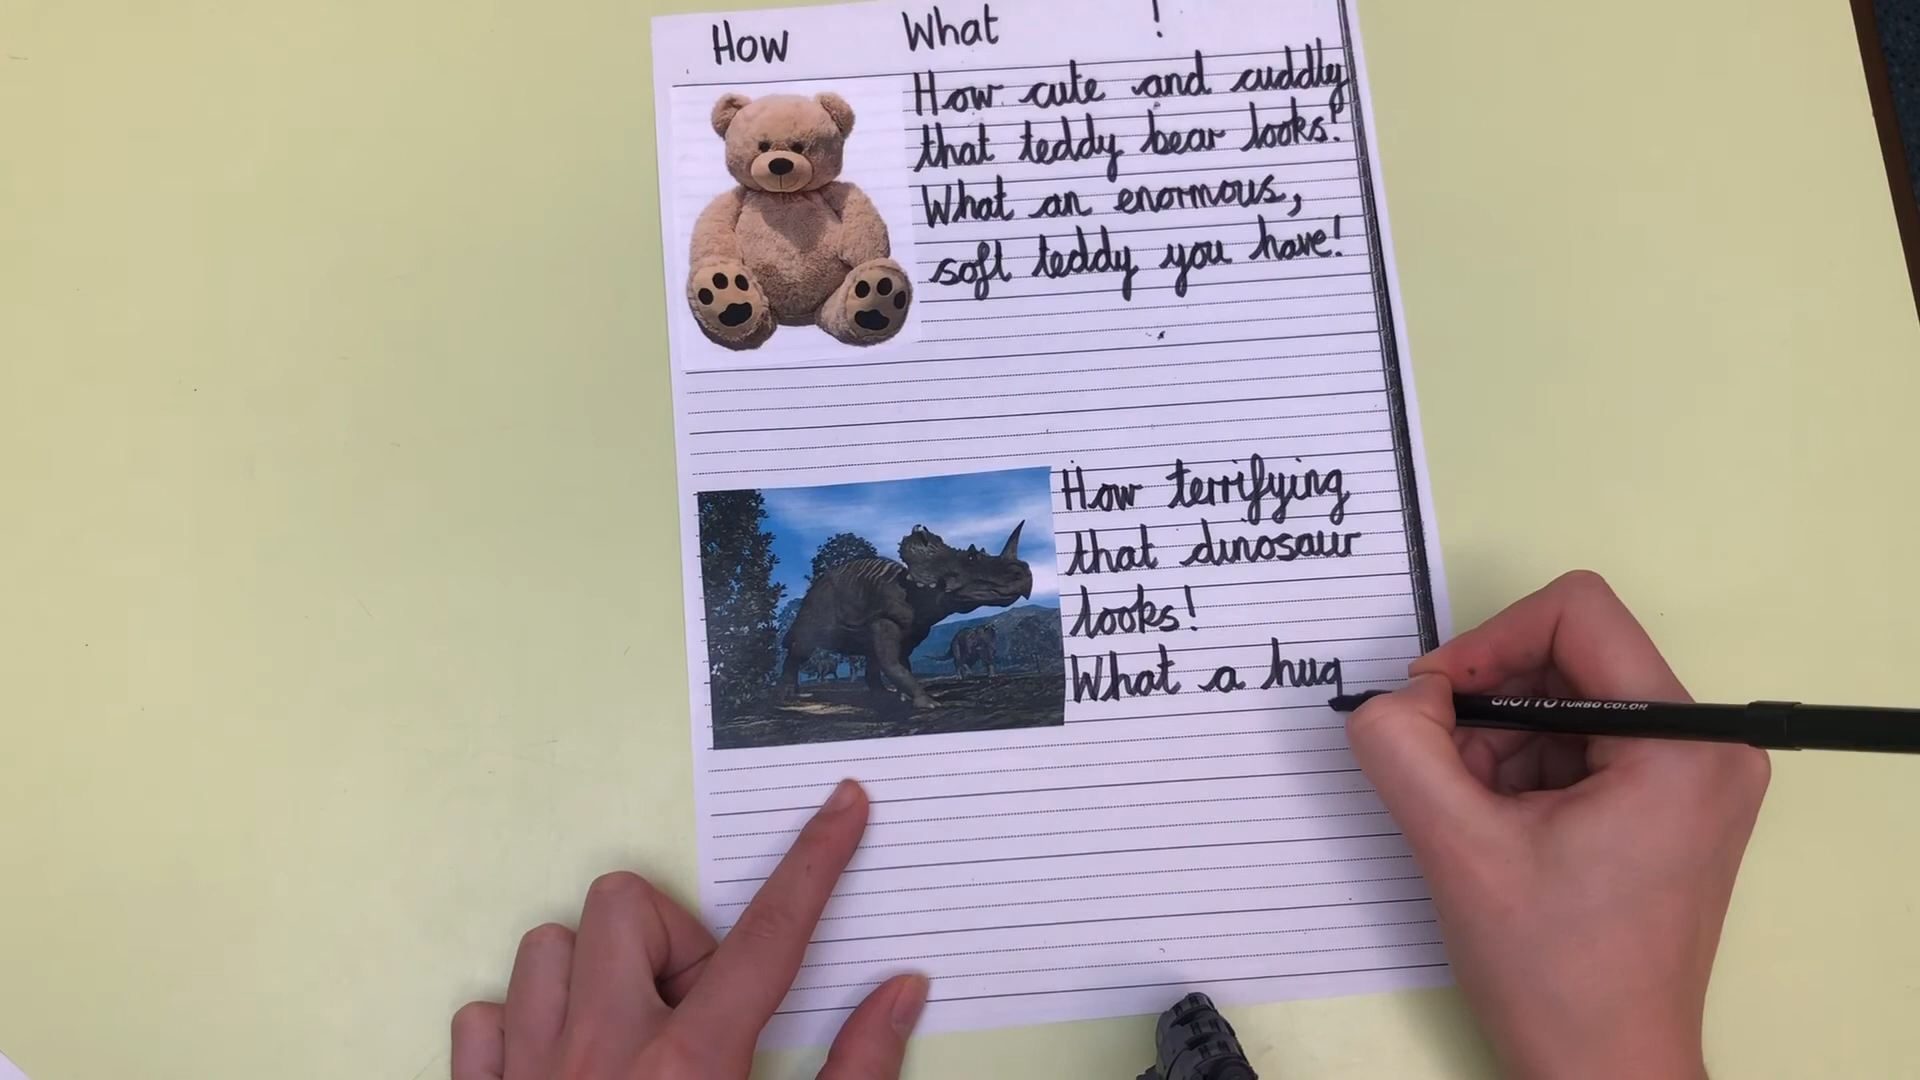 How What !
How cute and cuddly
that teddy bear looks!
What an enormous,
soft teddy you have!
How terrifying
that dinosaur
looks!
What a hug
GIOTTO TURBO COLOR